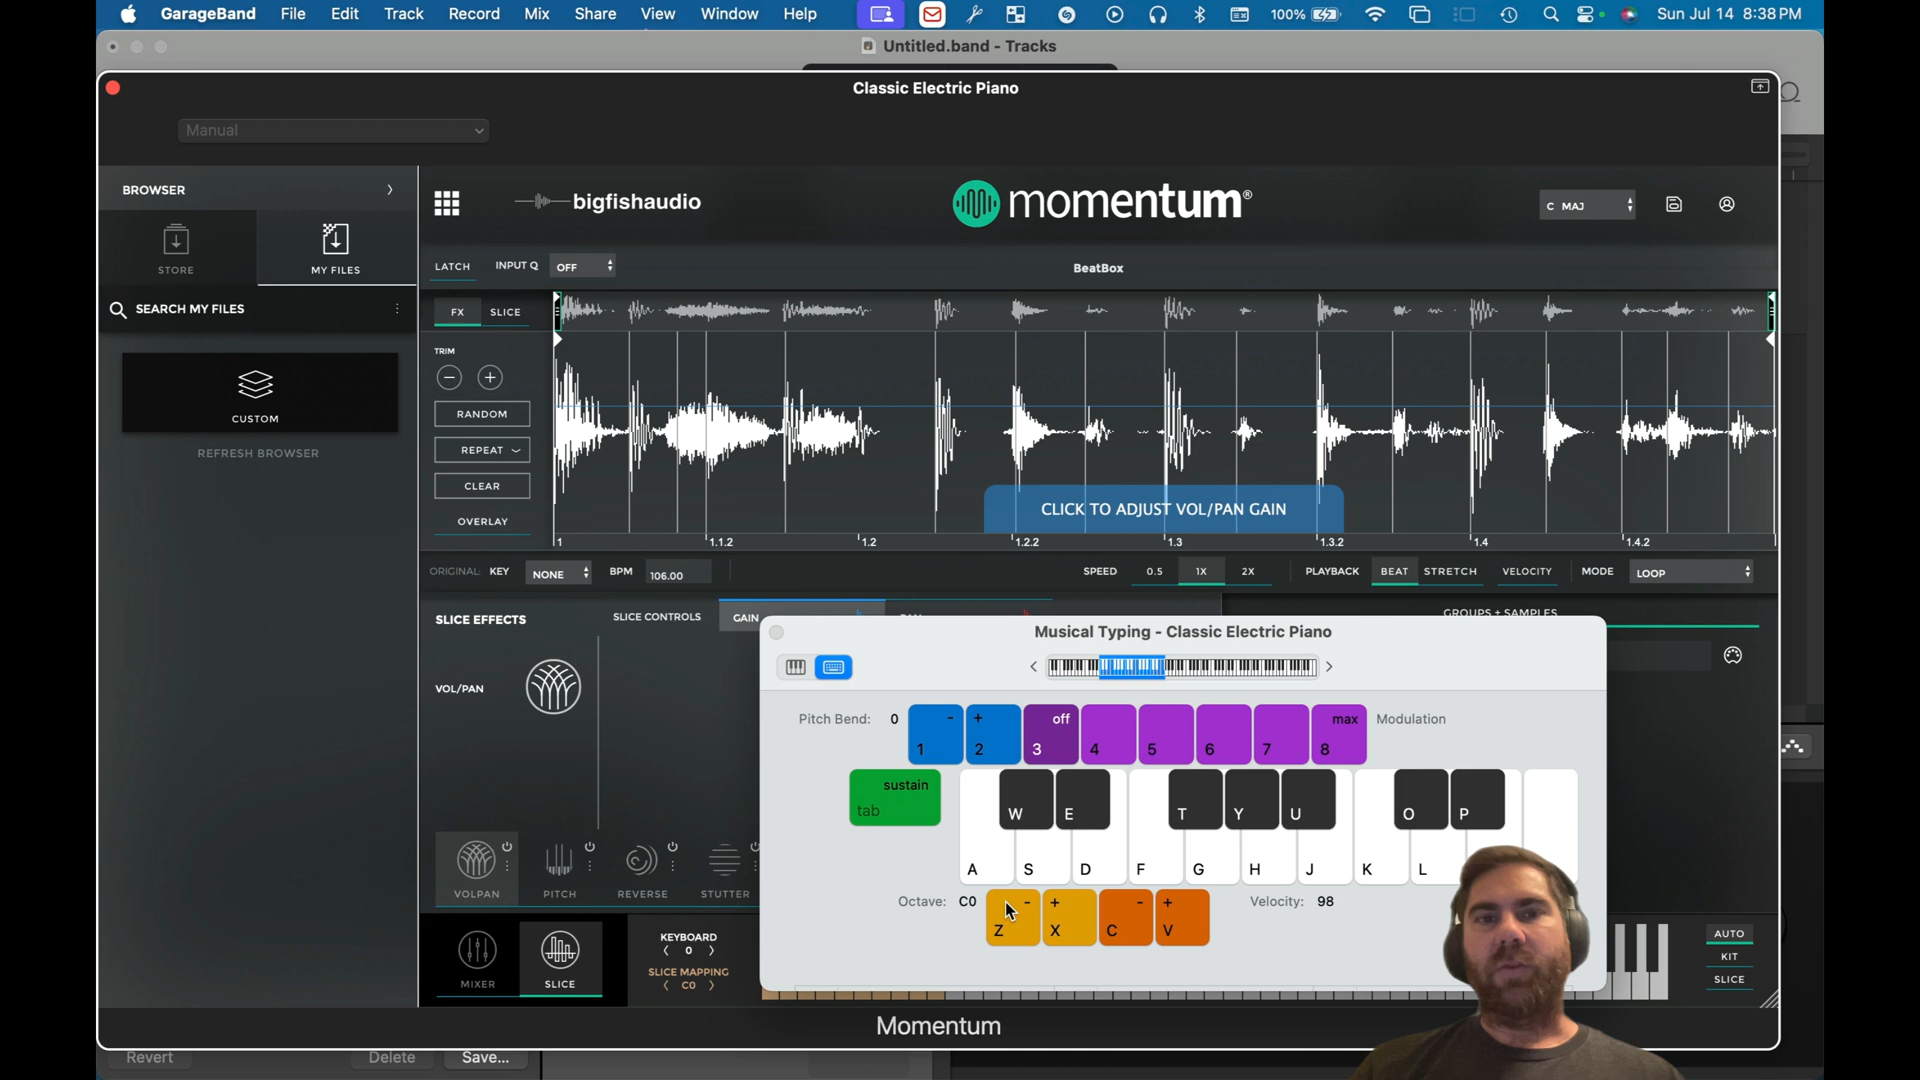 GarageBand File Edit Track Record Mix Share View Window Help 100% Sun Jul 14 8:38 PM
Untitled.band - Tracks
Classic Electric Piano
Manual
BROWSER
STORE
MY FILES
SEARCH MY FILES
CUSTOM
REFRESH BROWSER
bigfishaudio
momentum®
C MAJ
LATCH INPUT Q OFF
BeatBox
FX SLICE
TRIM
RANDOM
REPEAT
CLEAR
OVERLAY
CLICK TO ADJUST VOL/PAN GAIN
1 1.1.2 1.2 1.2.2 1.3 1.3.2 1.4 1.4.2
ORIGINAL: KEY NONE BPM 106.00 SPEED 0.5 1X 2X PLAYBACK BEAT STRETCH VELOCITY MODE LOOP
SLICE EFFECTS SLICE CONTROLS GAIN
GROUPS + SAMPLES
VOL/PAN
VOLPAN PITCH REVERSE STUTTER
MIXER SLICE
KEYBOARD
< 0 >
SLICE MAPPING
< C0 >
Musical Typing - Classic Electric Piano
Pitch Bend: 0 - + off max Modulation
1 2 3 4 5 6 7 8
sustain
tab
W E T Y U O P
A S D F G H J K L
Octave: C0 - + - + Velocity: 98
Z X C V
AUTO
KIT
SLICE
Momentum
Revert Delete Save...